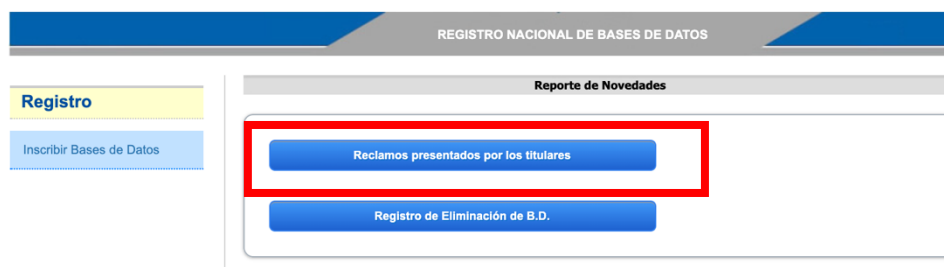 REGISTRO NACIONAL DE BASES DE DATOS
Reporte de Novedades
Registro
Inscribir Bases de Datos
Reclamos presentados por los titulares
Registro de Eliminación de B.D.